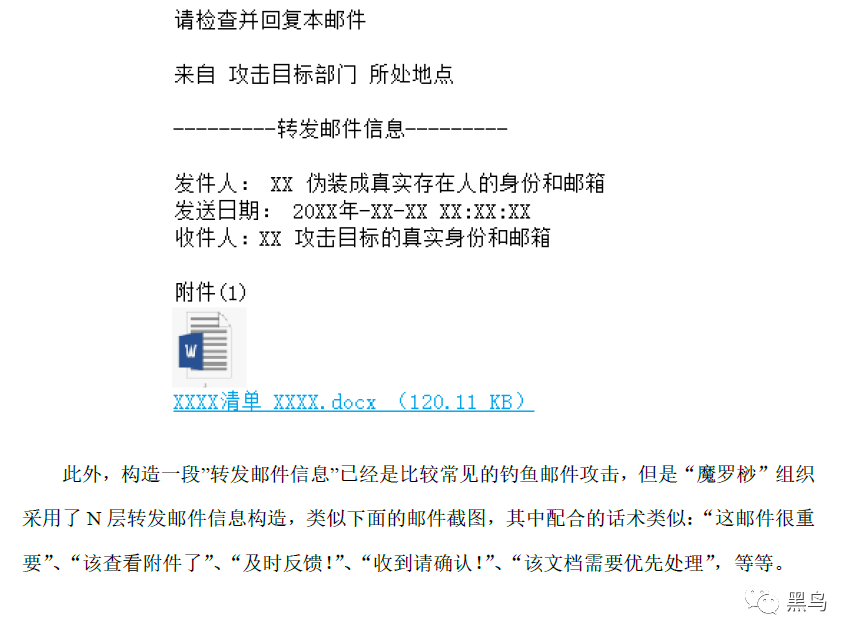 请检查并回复本邮件
来自 攻击目标部门 所处地点
---------转发邮件信息---------
发件人： XX 伪装成真实存在人的身份和邮箱
发送日期： 20XX年-XX-XX XX:XX:XX
收件人：XX 攻击目标的真实身份和邮箱
附件(1)
W
XXXX清单 XXXX.docx （120.11 KB）
此外，构造一段”转发邮件信息”已经是比较常见的钓鱼邮件攻击，但是“魔罗桫”组织
采用了 N 层转发邮件信息构造，类似下面的邮件截图，其中配合的话术类似：“这邮件很重
要”、“该查看附件了”、“及时反馈！”、“收到请确认！”、“该文档需要优先处理”，等等。
黑鸟